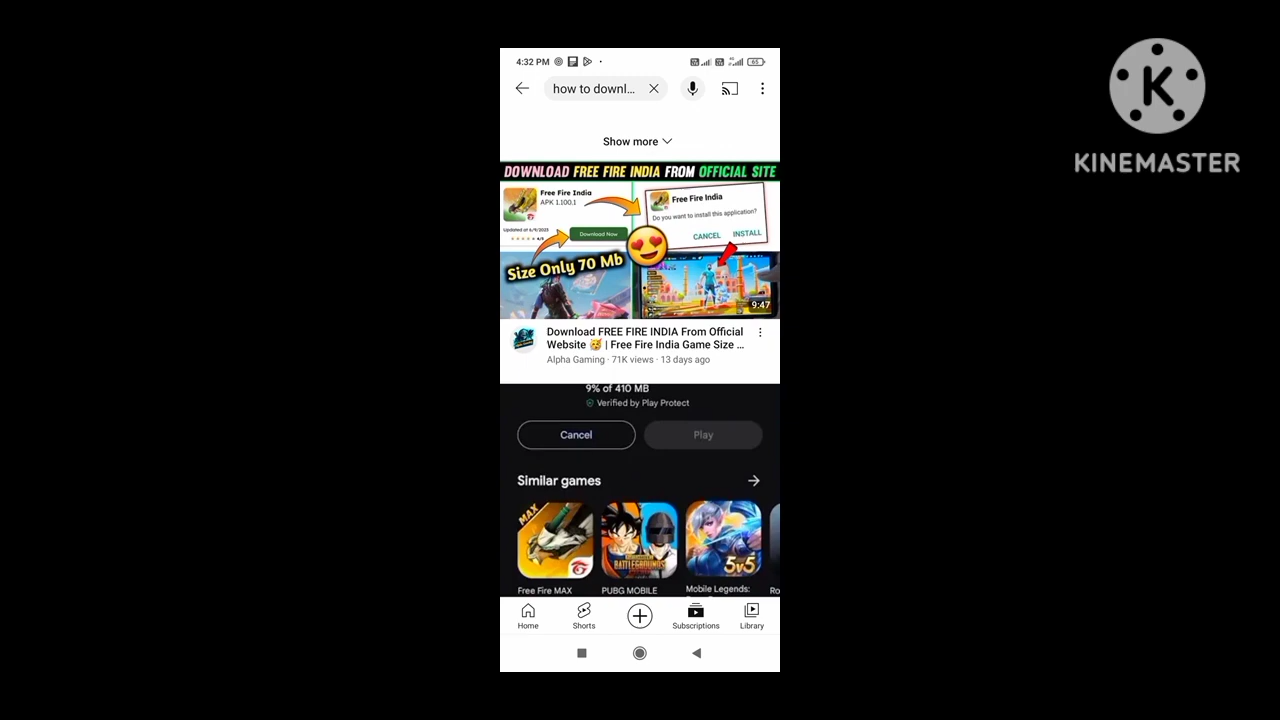 4:32 PM
65
how to downl...
KINEMASTER
Show more
DOWNLOAD FREE FIRE INDIA FROM OFFICIAL SITE
Free Fire India
APK 1.100.1
Download Now
Free Fire India
Do you want to install this application?
CANCEL INSTALL
Size Only 70 Mb
9:47
Download FREE FIRE INDIA From Official
Website 🥳 | Free Fire India Game Size ...
Alpha Gaming · 71K views · 13 days ago
9% of 410 MB
Verified by Play Protect
Cancel
Play
Similar games
MAX
BATTLEGROUNDS
5v5
Free Fire MAX
PUBG MOBILE
Mobile Legends:
Home
Shorts
Subscriptions
Library